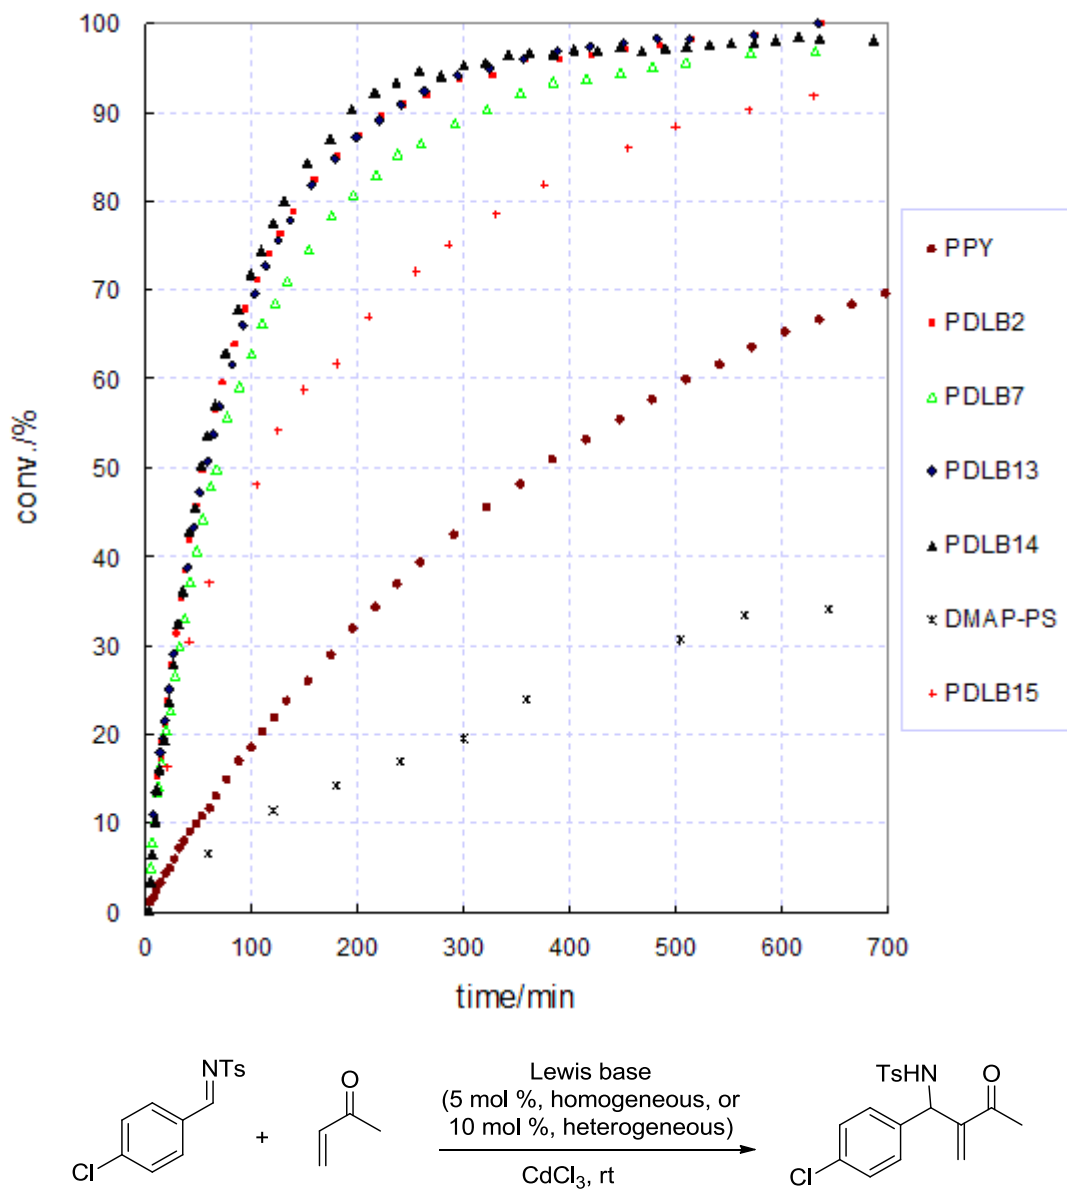 100
90
80
70
60
50
40
30
20
10
0
conv./%
0 100 200 300 400 500 600 700
time/min
PPY
PDLB2
PDLB7
PDLB13
PDLB14
DMAP-PS
PDLB15
NTs
Cl
+
O
Lewis base
(5 mol %, homogeneous, or
10 mol %, heterogeneous)
CdCl3, rt
TsHN O
Cl